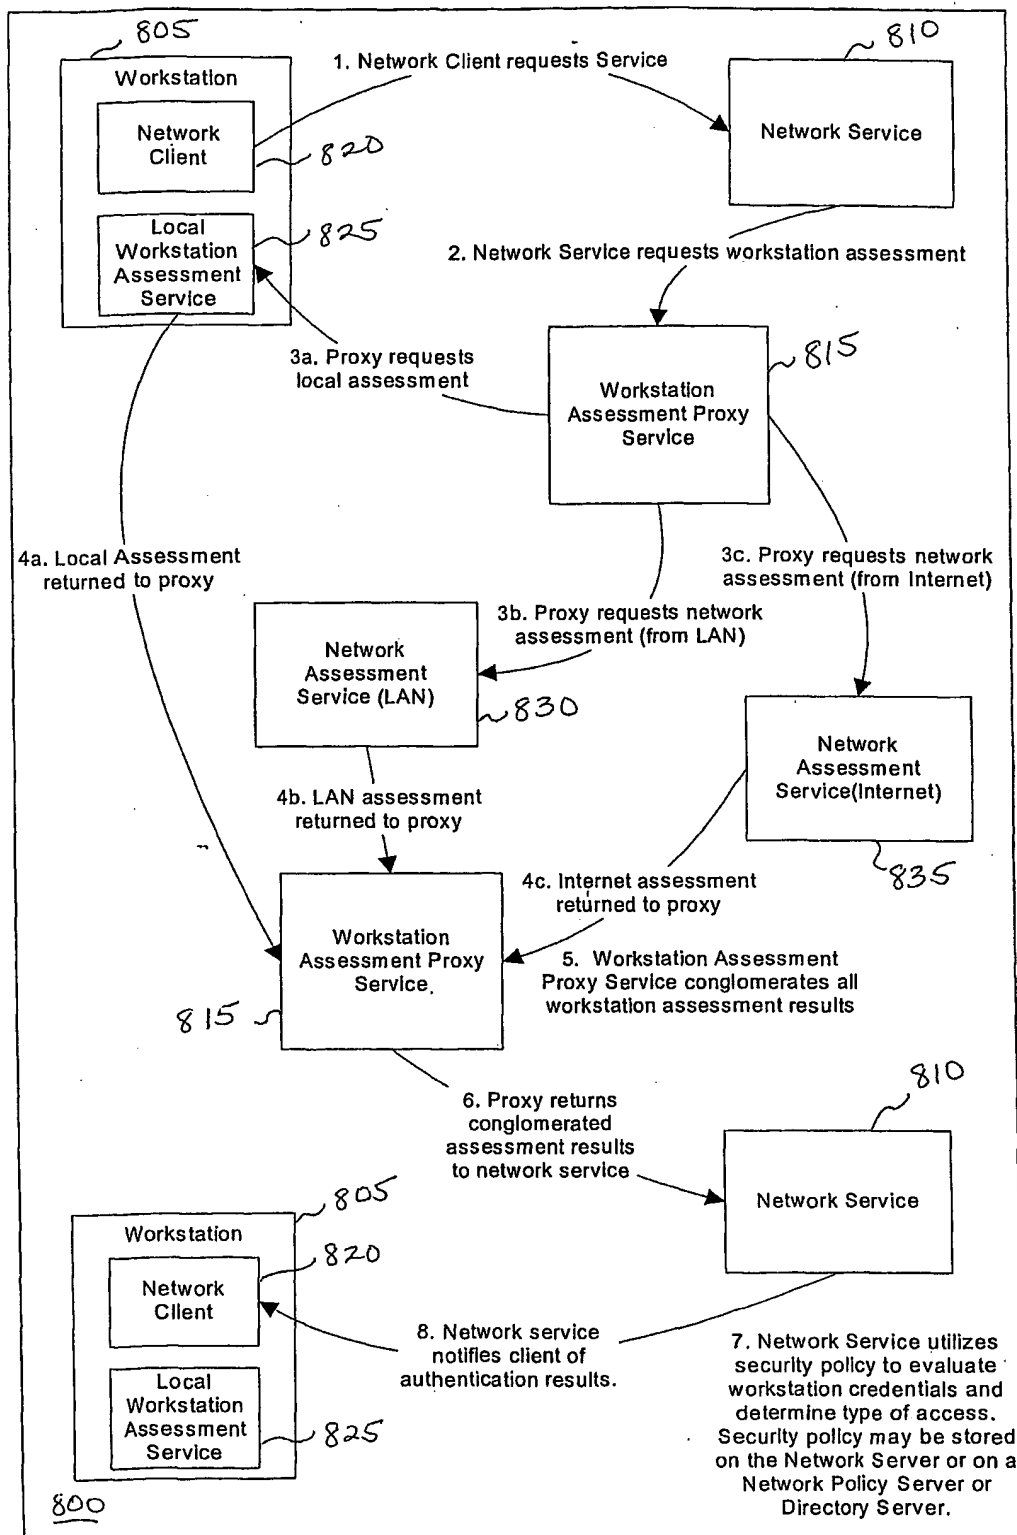 805
810
1. Network Client requests Service
Workstation
Network
Client
820
Network Service
Local
Workstation
Assessment
Service
825
2. Network Service requests workstation assessment
3a. Proxy requests
local assessment
815
Workstation
Assessment Proxy
Service
4a. Local Assessment
returned to proxy
3c. Proxy requests network
assessment (from Internet)
3b. Proxy requests network
assessment (from LAN)
Network
Assessment
Service (LAN)
830
Network
Assessment
Service(Internet)
835
4b. LAN assessment
returned to proxy
4c. Internet assessment
returned to proxy
Workstation
Assessment Proxy
Service.
815
5. Workstation Assessment
Proxy Service conglomerates all
workstation assessment results
6. Proxy returns
conglomerated
assessment results
to network service
810
Network Service
805
Workstation
820
Network
Client
Local
Workstation
Assessment
Service
825
8. Network service
notifies client of
authentication results.
7. Network Service utilizes
security policy to evaluate
workstation credentials and
determine type of access.
Security policy may be stored
on the Network Server or on a
Network Policy Server or
Directory Server.
800